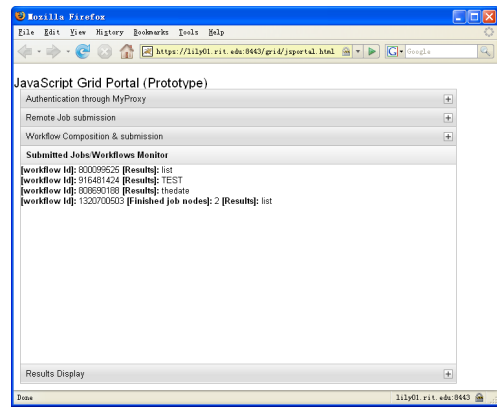 Mozilla Firefox
File Edit View History Bookmarks Tools Help
https://lily01.rit.edu:8443/grid/jsportal.html G Google
JavaScript Grid Portal (Prototype)
Authentication through MyProxy
Remote Job submission
Workflow Composition & submission
Submitted Jobs/Workflows Monitor
[workflow Id]: 800099525 [Results]: list
[workflow Id]: 916481424 [Results]: TEST
[workflow Id]: 808690188 [Results]: thedate
[workflow Id]: 1320700503 [Finished job nodes]: 2 [Results]: list
Results Display
Done lily01.rit.edu:8443